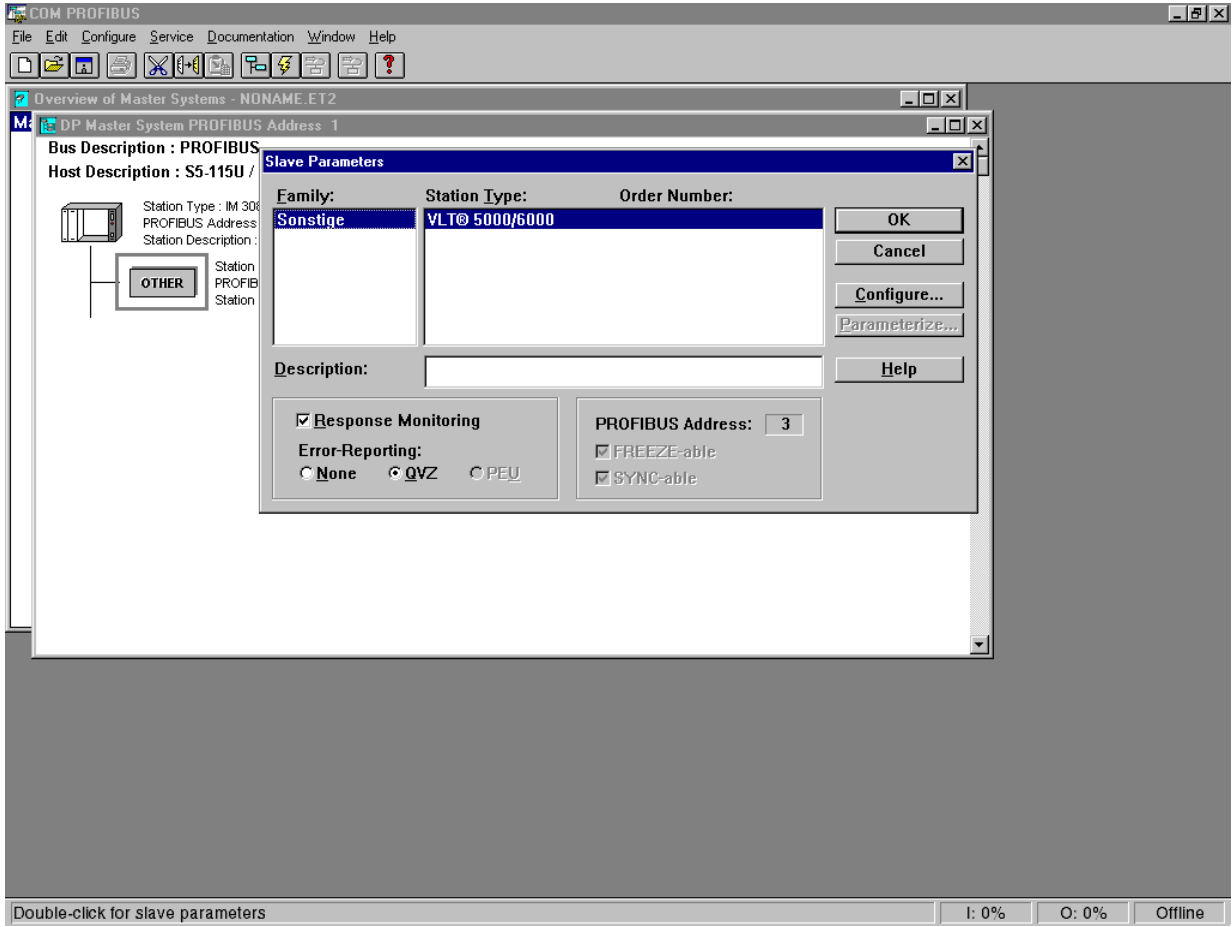 COM PROFIBUS
File Edit Configure Service Documentation Window Help
Overview of Master Systems - NONAME.ET2
DP Master System PROFIBUS Address 1
Bus Description : PROFIBUS
Host Description : S5-115U /
Station Type : IM 308
PROFIBUS Address
Station Description :
OTHER
Station
PROFIB
Station
Slave Parameters
Family: Station Type: Order Number:
Sonstige VLT® 5000/6000
OK
Cancel
Configure...
Parameterize...
Description:
Help
Response Monitoring
Error-Reporting:
None QVZ PEU
PROFIBUS Address: 3
FREEZE-able
SYNC-able
Double-click for slave parameters I: 0% O: 0% Offline